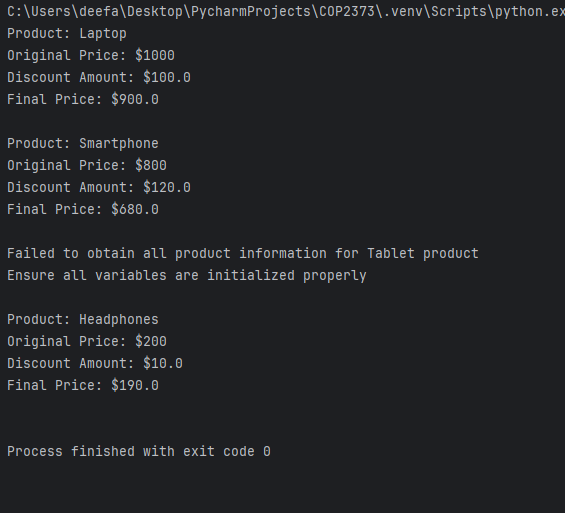 C:\Users\deefa\Desktop\PycharmProjects\COP2373\.venv\Scripts\python.ex
Product: Laptop
Original Price: $1000
Discount Amount: $100.0
Final Price: $900.0
Product: Smartphone
Original Price: $800
Discount Amount: $120.0
Final Price: $680.0
Failed to obtain all product information for Tablet product
Ensure all variables are initialized properly
Product: Headphones
Original Price: $200
Discount Amount: $10.0
Final Price: $190.0
Process finished with exit code 0